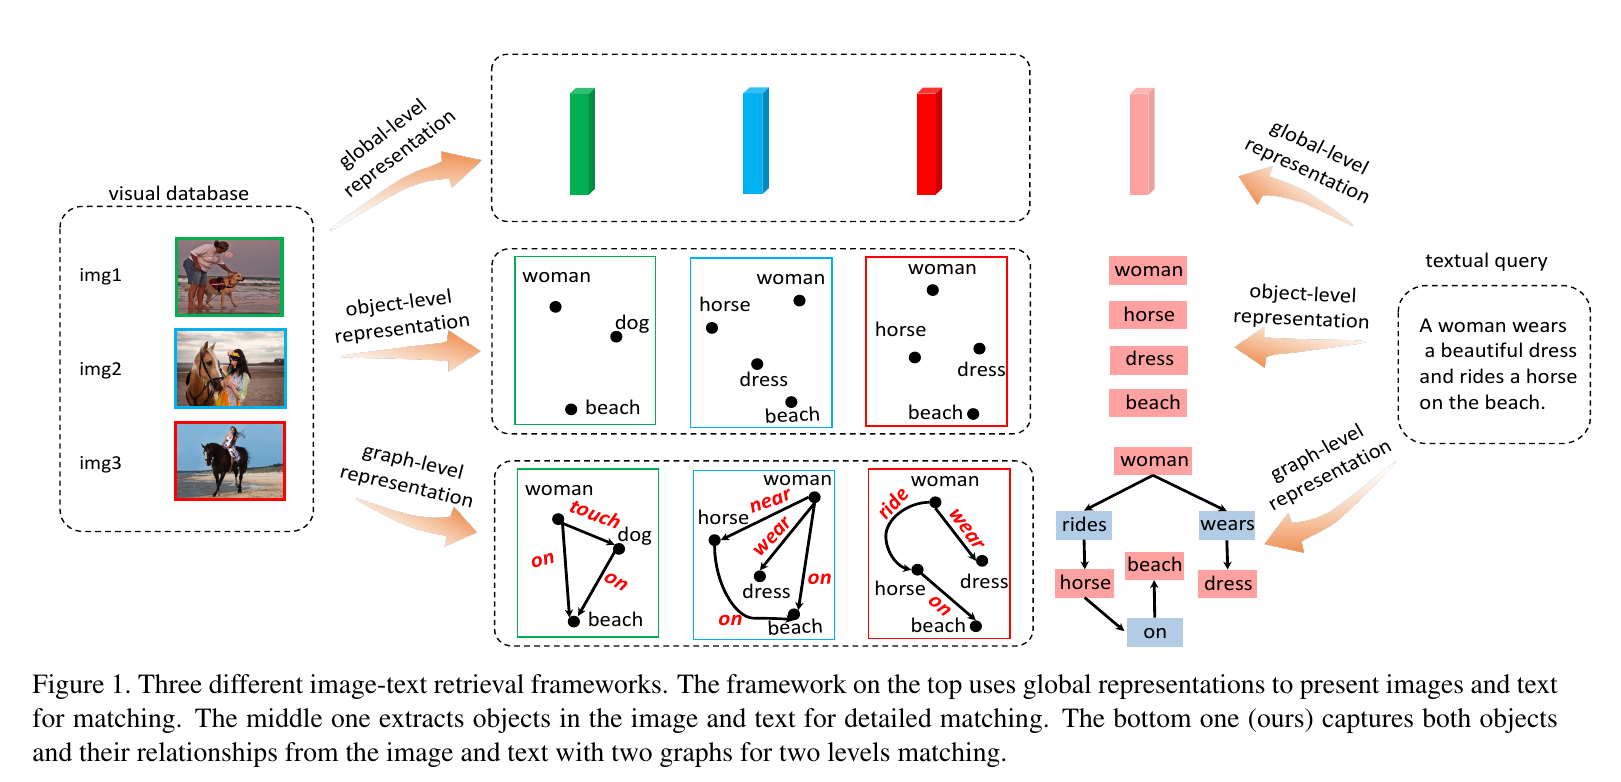 global-level
representation
global-level
representation
visual database
img1
img2
img3
object-level
representation
woman
dog
beach
woman
horse
dress
beach
woman
horse
dress
beach
woman
horse
dress
beach
object-level
representation
textual query
A woman wears
a beautiful dress
and rides a horse
on the beach.
graph-level
representation
woman
touch
dog
on
on
beach
woman
near
horse
wear
dress
on
on
beach
woman
ride
wear
horse
dress
on
beach
woman
rides
wears
beach
horse
dress
on
graph-level
representation
Figure 1. Three different image-text retrieval frameworks. The framework on the top uses global representations to present images and text
for matching. The middle one extracts objects in the image and text for detailed matching. The bottom one (ours) captures both objects
and their relationships from the image and text with two graphs for two levels matching.